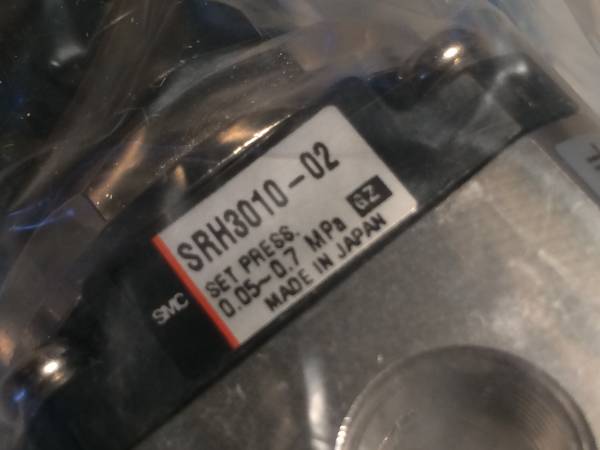 SMC
SRH3010-02
SET PRESS.
0.05~0.7 MPa GZ
MADE IN JAPAN